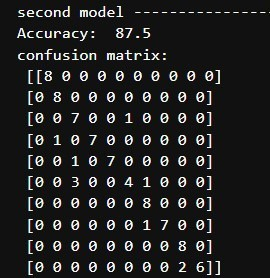 second model ----------------
Accuracy:  87.5
confusion matrix:
[[8 0 0 0 0 0 0 0 0 0]
[0 8 0 0 0 0 0 0 0 0]
[0 0 7 0 0 1 0 0 0 0]
[0 1 0 7 0 0 0 0 0 0]
[0 0 1 0 7 0 0 0 0 0]
[0 0 3 0 0 4 1 0 0 0]
[0 0 0 0 0 0 8 0 0 0]
[0 0 0 0 0 0 1 7 0 0]
[0 0 0 0 0 0 0 0 8 0]
[0 0 0 0 0 0 0 0 2 6]]